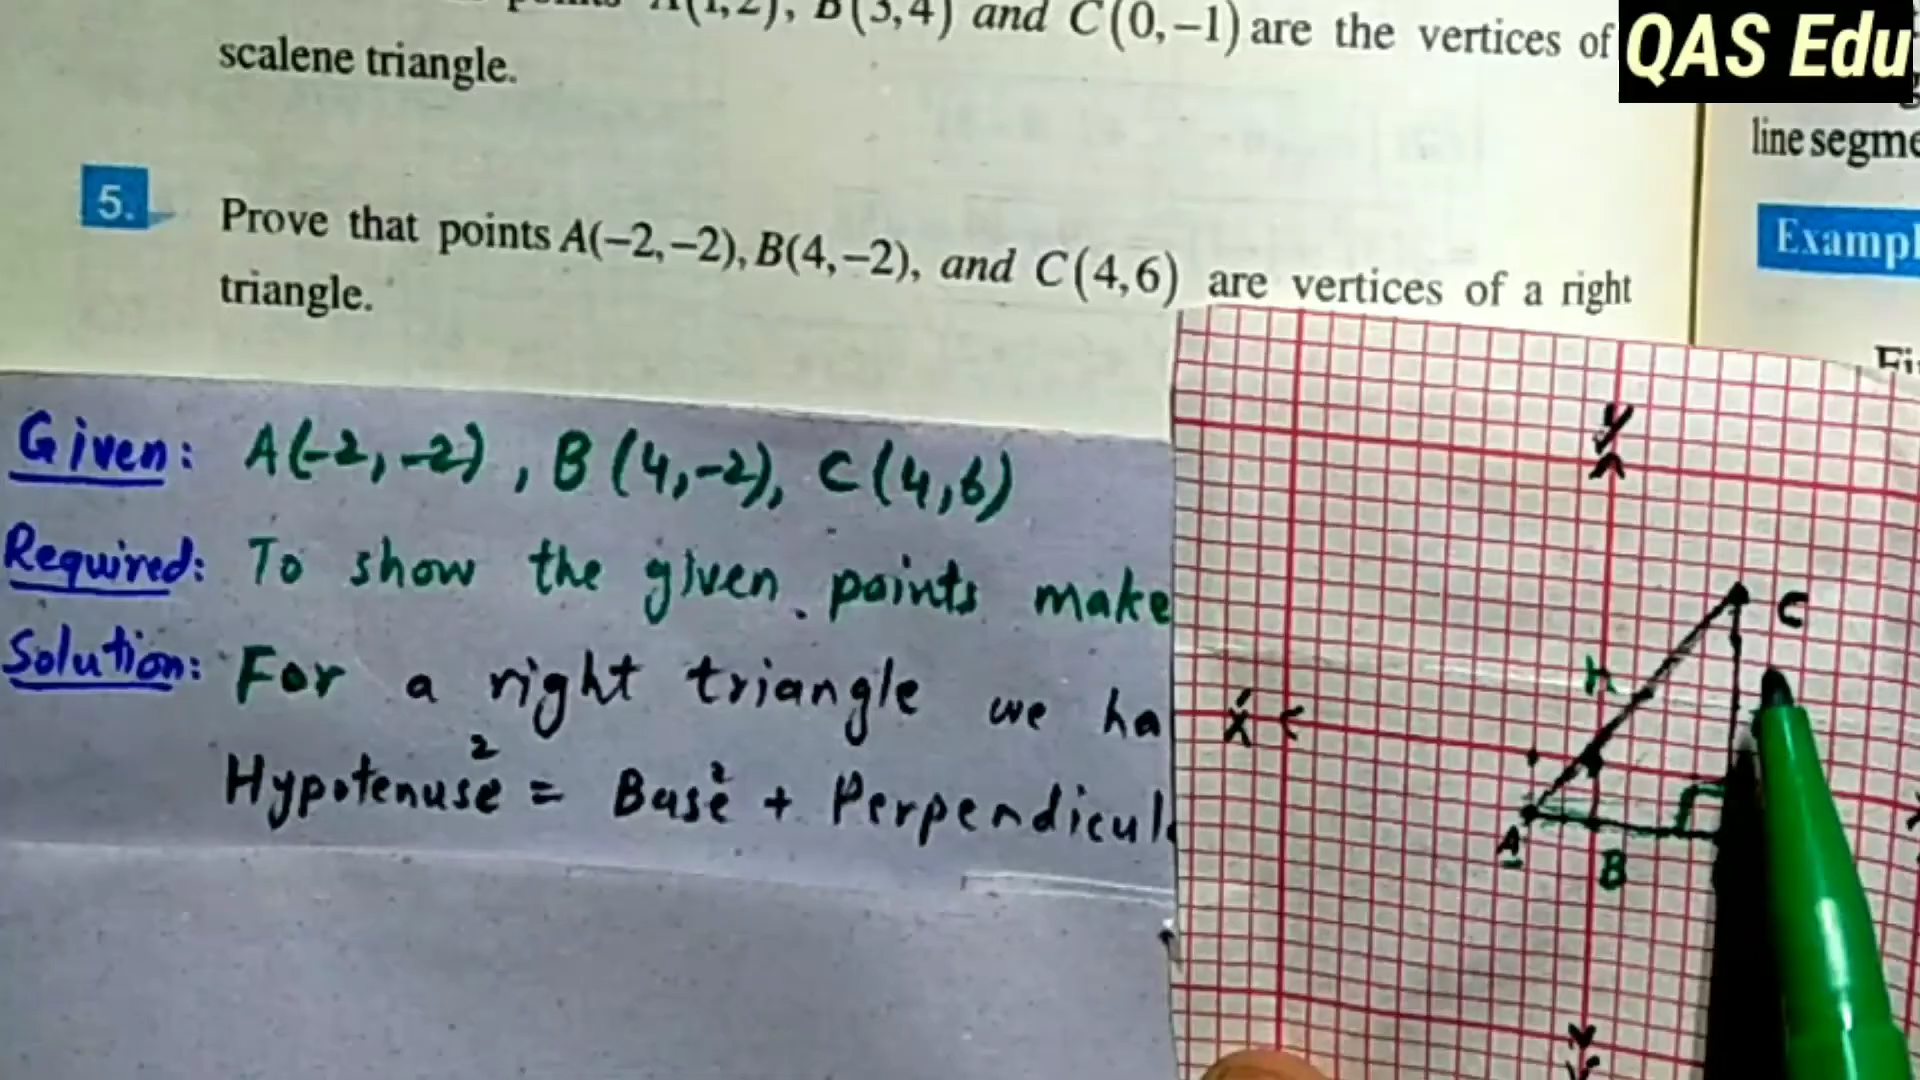 A(1,2), B(3,4) and C(0,−1) are the vertices of
scalene triangle.
QAS Edu
line segme
5.
Prove that points A(−2,−2), B(4,−2), and C(4,6) are vertices of a right
triangle.
Exampl
Given: A(-2,-2), B(4,-2), C(4,6)
Required: To show the given points make
Solution: For a right triangle we ha
Hypotenuse² = Base² + Perpendicul
Y
C
h
X′
A
B